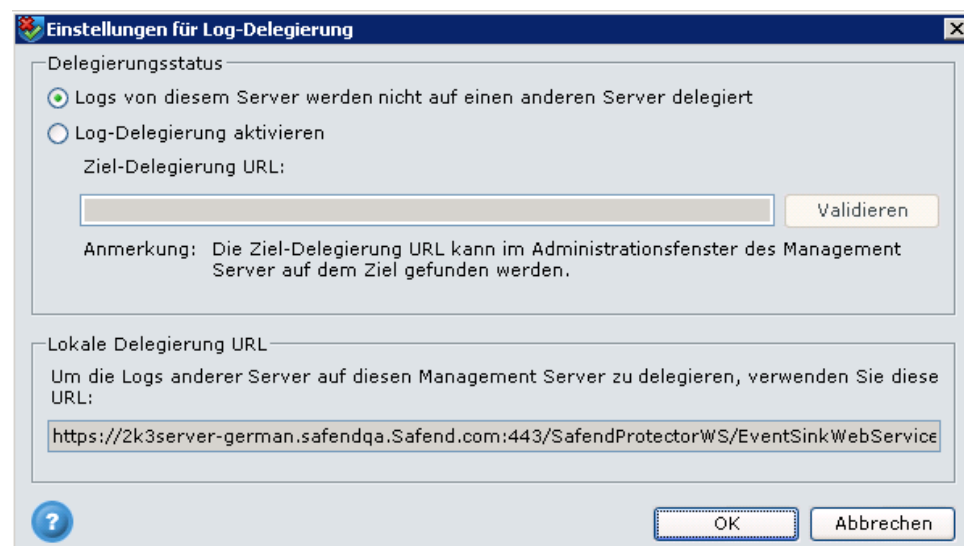 Einstellungen für Log-Delegierung
Delegierungsstatus
Logs von diesem Server werden nicht auf einen anderen Server delegiert
Log-Delegierung aktivieren
Ziel-Delegierung URL:
Validieren
Anmerkung: Die Ziel-Delegierung URL kann im Administrationsfenster des Management
Server auf dem Ziel gefunden werden.
Lokale Delegierung URL
Um die Logs anderer Server auf diesen Management Server zu delegieren, verwenden Sie diese
URL:
https://2k3server-german.safendqa.Safend.com:443/SafendProtectorWS/EventSinkWebService
?
OK
Abbrechen